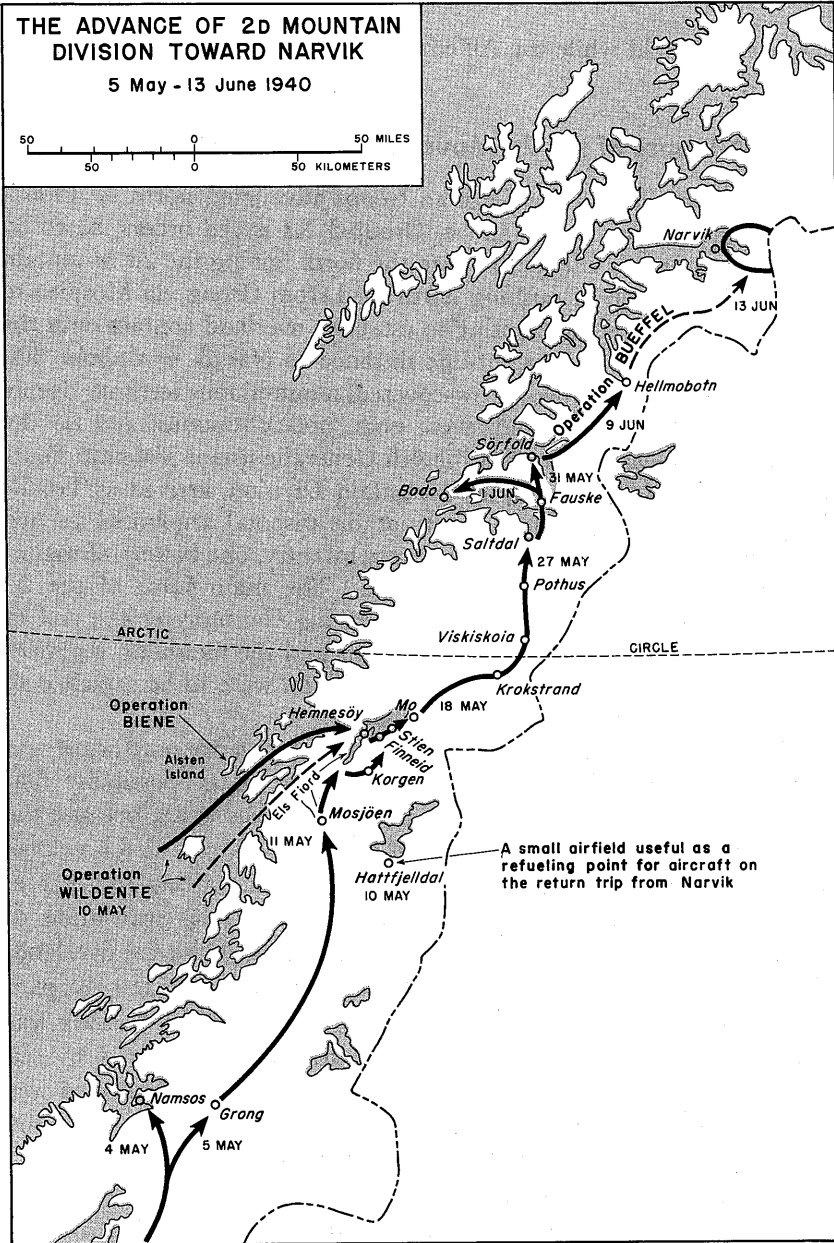 THE ADVANCE OF 2D MOUNTAIN
DIVISION TOWARD NARVIK
5 May - 13 June 1940
50 0 50 MILES
50 0 50 KILOMETERS
Narvik
13 JUN
Operation BUEFFEL
Hellmobotn
9 JUN
Sörfold
31 MAY
Bodo
1 JUN
Fauske
Saltdal
27 MAY
Pothus
Viskiskoia
ARCTIC CIRCLE
Krokstrand
Operation
BIENE
Hemnesöy
Mo
18 MAY
Stien
Finneid
Alsten
Island
Els Fiord
Korgen
Mosjöen
11 MAY
Operation
WILDENTE
10 MAY
Hattfjelldal
10 MAY
A small airfield useful as a
refueling point for aircraft on
the return trip from Narvik
Namsos
Grong
4 MAY
5 MAY